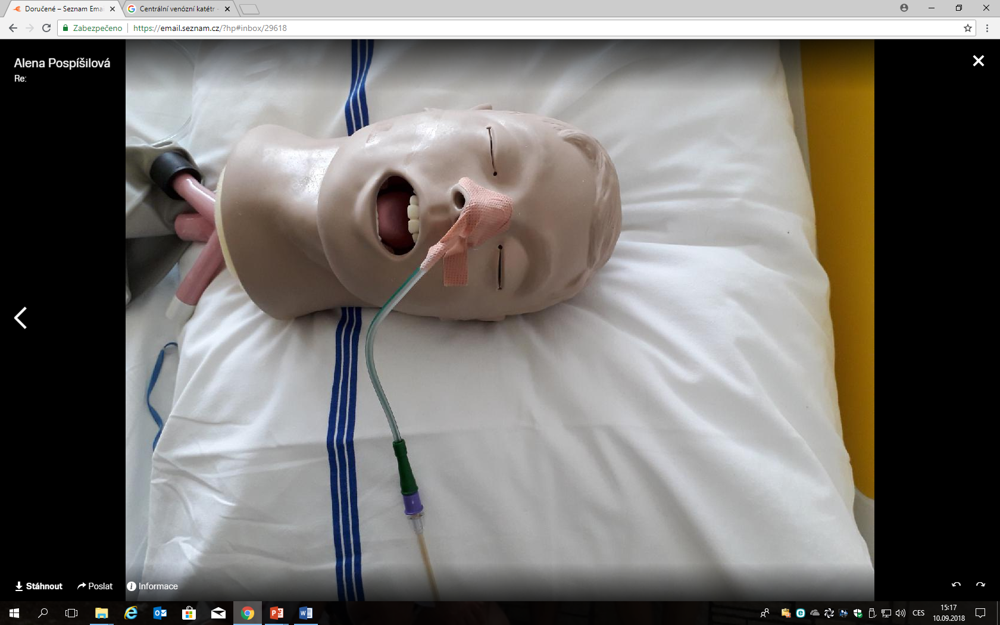 Doručené – Seznam Ema
Centrální venózní katétr -
Zabezpečeno
https://email.seznam.cz/?hp#inbox/29618
Alena Pospíšilová
Re:
Stáhnout
Poslat
Informace
CES
15:17
10.09.2018